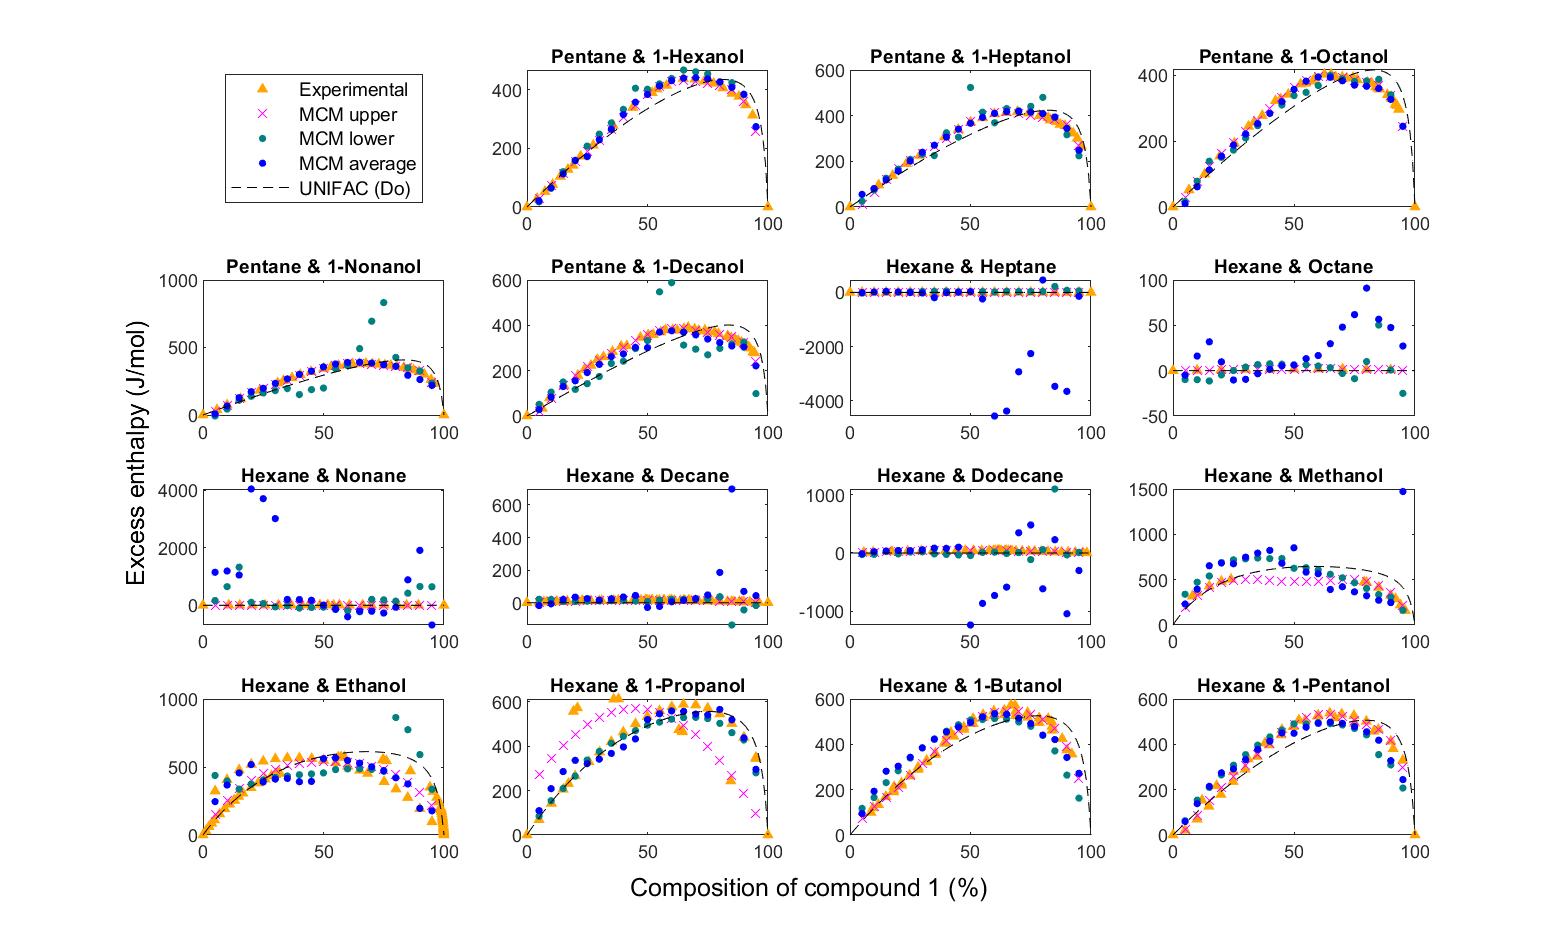 Experimental
MCM upper
MCM lower
MCM average
UNIFAC (Do)
Pentane & 1-Hexanol
400
200
0
0 50 100
Pentane & 1-Heptanol
600
400
200
0
0 50 100
Pentane & 1-Octanol
400
200
0
0 50 100
Excess enthalpy (J/mol)
Pentane & 1-Nonanol
1000
500
0
0 50 100
Pentane & 1-Decanol
600
400
200
0
0 50 100
Hexane & Heptane
0
-2000
-4000
0 50 100
Hexane & Octane
100
50
0
-50
0 50 100
Hexane & Nonane
4000
2000
0
0 50 100
Hexane & Decane
600
400
200
0
0 50 100
Hexane & Dodecane
1000
0
-1000
0 50 100
Hexane & Methanol
1500
1000
500
0
0 50 100
Hexane & Ethanol
1000
500
0
0 50 100
Hexane & 1-Propanol
600
400
200
0
0 50 100
Hexane & 1-Butanol
600
400
200
0
0 50 100
Hexane & 1-Pentanol
600
400
200
0
0 50 100
Composition of compound 1 (%)